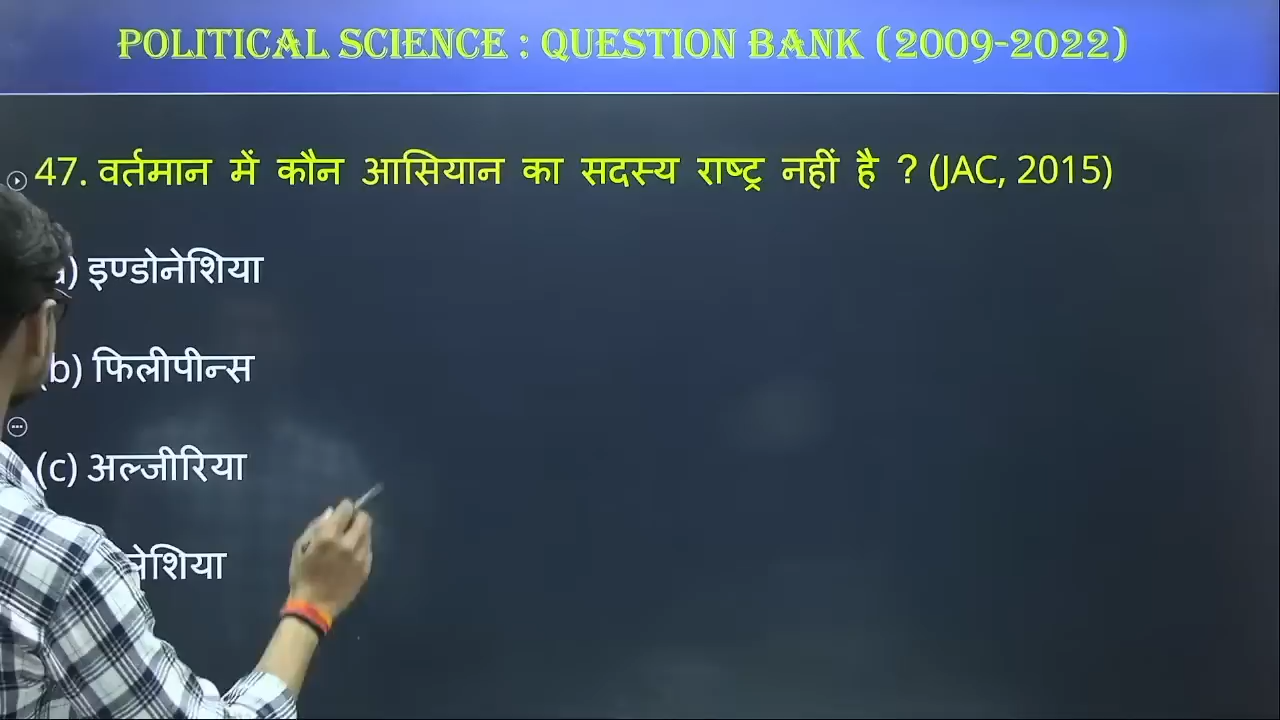 POLITICAL SCIENCE : QUESTION BANK (2009-2022)
47. वर्तमान में कौन आसियान का सदस्य राष्ट्र नहीं है ? (JAC, 2015)
a) इण्डोनेशिया
(b) फिलीपीन्स
(c) अल्जीरिया
लेशिया